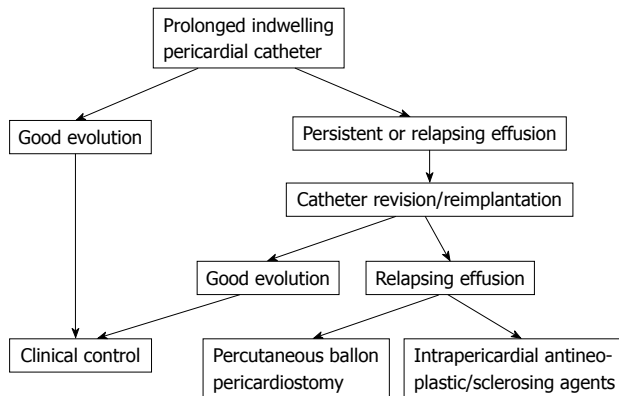 Prolonged indwelling
pericardial catheter
Good evolution
Persistent or relapsing effusion
Catheter revision/reimplantation
Good evolution
Relapsing effusion
Clinical control
Percutaneous ballon
pericardiostomy
Intrapericardial antineo-
plastic/sclerosing agents